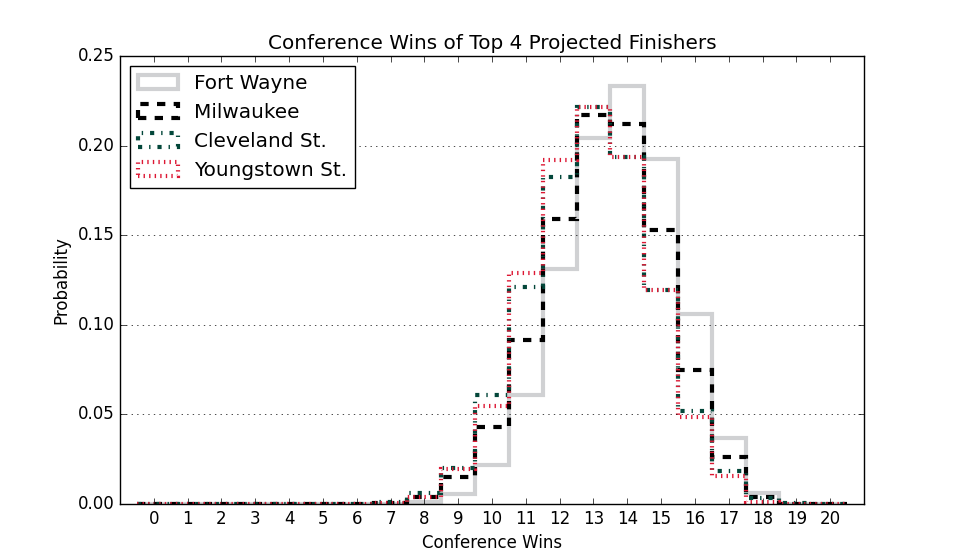 Conference Wins of Top 4 Projected Finishers
0.25
0.20
0.15
0.10
0.05
0.00
Probability
Fort Wayne
Milwaukee
Cleveland St.
Youngstown St.
0 1 2 3 4 5 6 7 8 9 10 11 12 13 14 15 16 17 18 19 20
Conference Wins